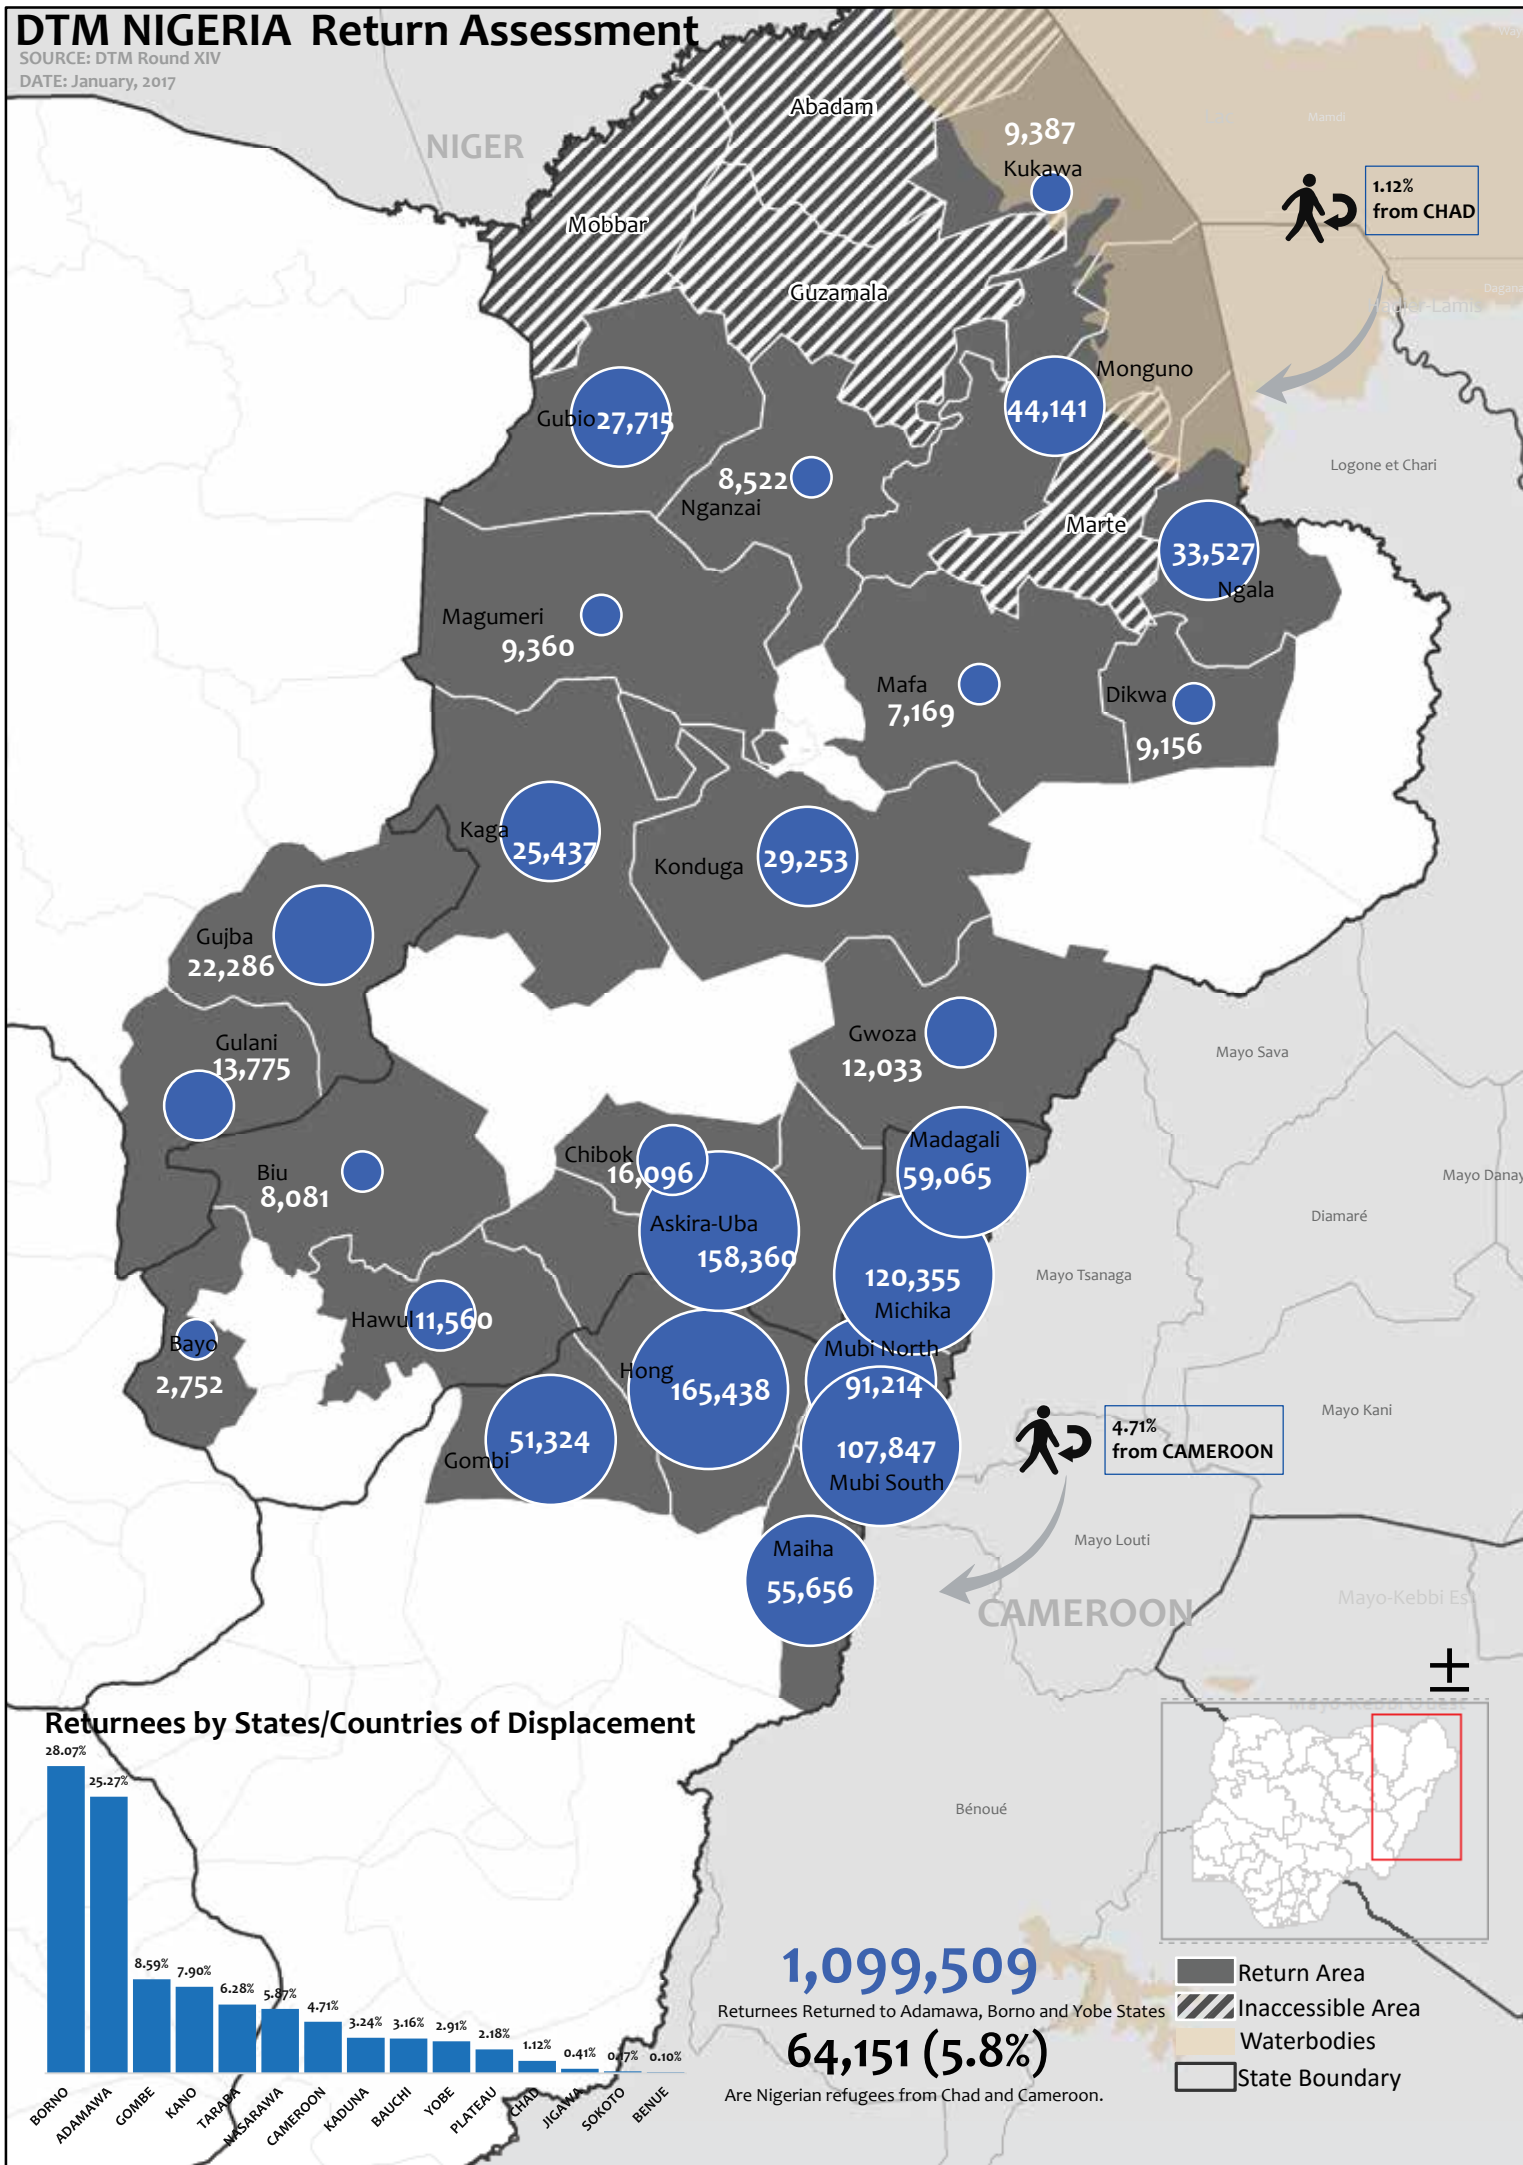 DTM NIGERIA Return Assessment
SOURCE: DTM Round XIV
DATE: January, 2017
NIGER
Abadam
9,387
Kukawa
Mamdi
1.12%
from CHAD
Mobbar
Guzamala
Dagana
Monguno
44,141
Gubio 27,715
8,522
Nganzai
Logone et Chari
Marte
33,527
Ngala
Magumeri
9,360
Mafa
7,169
Dikwa
9,156
Kaga
25,437
Konduga
29,253
Gujba
22,286
Gulani
13,775
Gwoza
12,033
Mayo Sava
Biu
8,081
Chibok
16,096
Madagali
59,065
Mayo Danay
Askira-Uba
158,360
Diamaré
120,355
Michika
Mayo Tsanaga
Hawul 11,560
Bayo
2,752
Hong
165,438
Mubi North
91,214
Mayo Kani
51,324
Gombi
107,847
Mubi South
4.71%
from CAMEROON
Maiha
55,656
Mayo Louti
CAMEROON
Mayo-Kebbi Es
Mayo-Kebbi Ouest
Bénoué
Returnees by States/Countries of Displacement
28.07%
25.27%
8.59%
7.90%
6.28%
5.87%
4.71%
3.24%
3.16%
2.91%
2.18%
1.12%
0.41%
0.17%
0.10%
BORNO
ADAMAWA
GOMBE
KANO
TARABA
NASARAWA
CAMEROON
KADUNA
BAUCHI
YOBE
PLATEAU
CHAD
JIGAWA
SOKOTO
BENUE
1,099,509
Returnees Returned to Adamawa, Borno and Yobe States
64,151 (5.8%)
Are Nigerian refugees from Chad and Cameroon.
Return Area
Inaccessible Area
Waterbodies
State Boundary